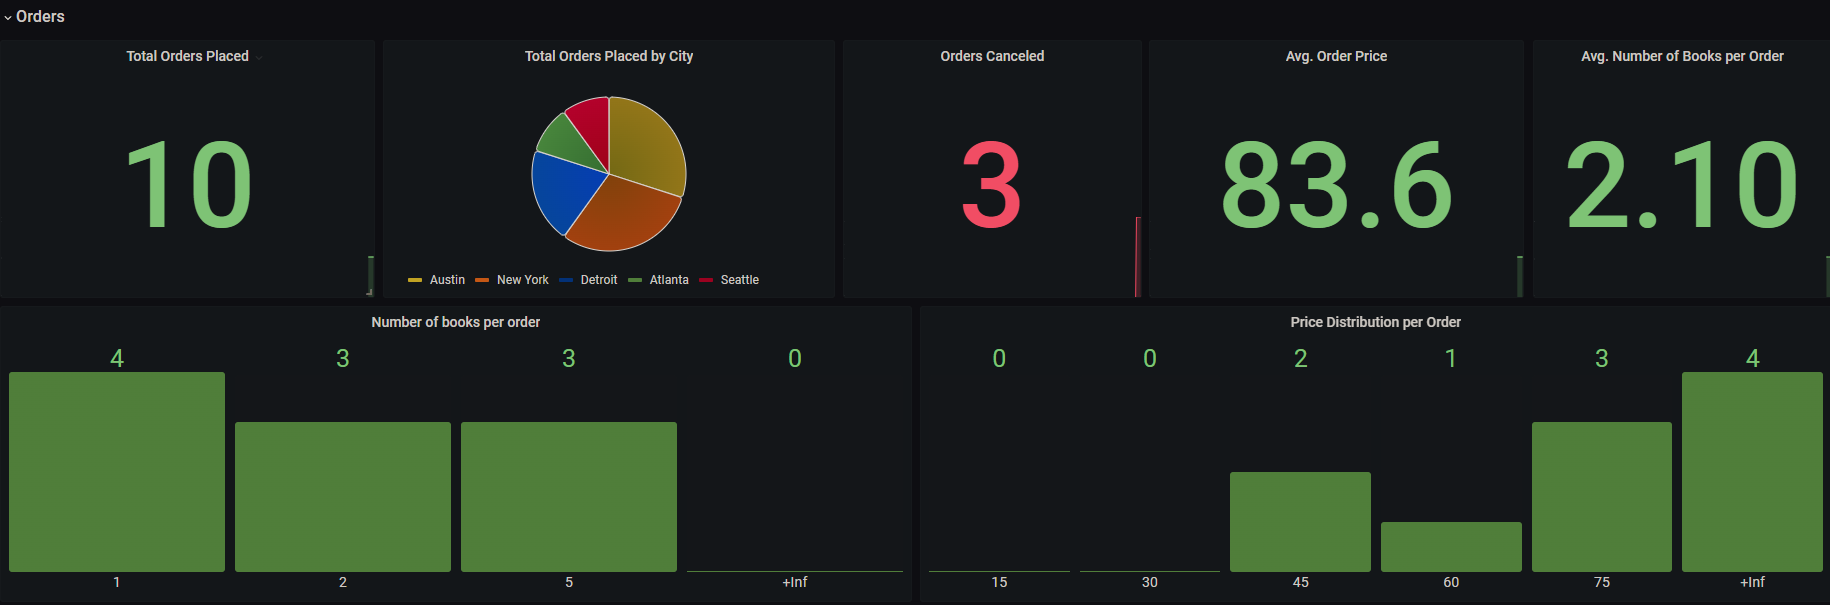 Orders
Total Orders Placed
10
Total Orders Placed by City
Austin New York Detroit Atlanta Seattle
Orders Canceled
3
Avg. Order Price
83.6
Avg. Number of Books per Order
2.10
Number of books per order
4 3 3 0
1 2 5 +Inf
Price Distribution per Order
0 0 2 1 3 4
15 30 45 60 75 +Inf